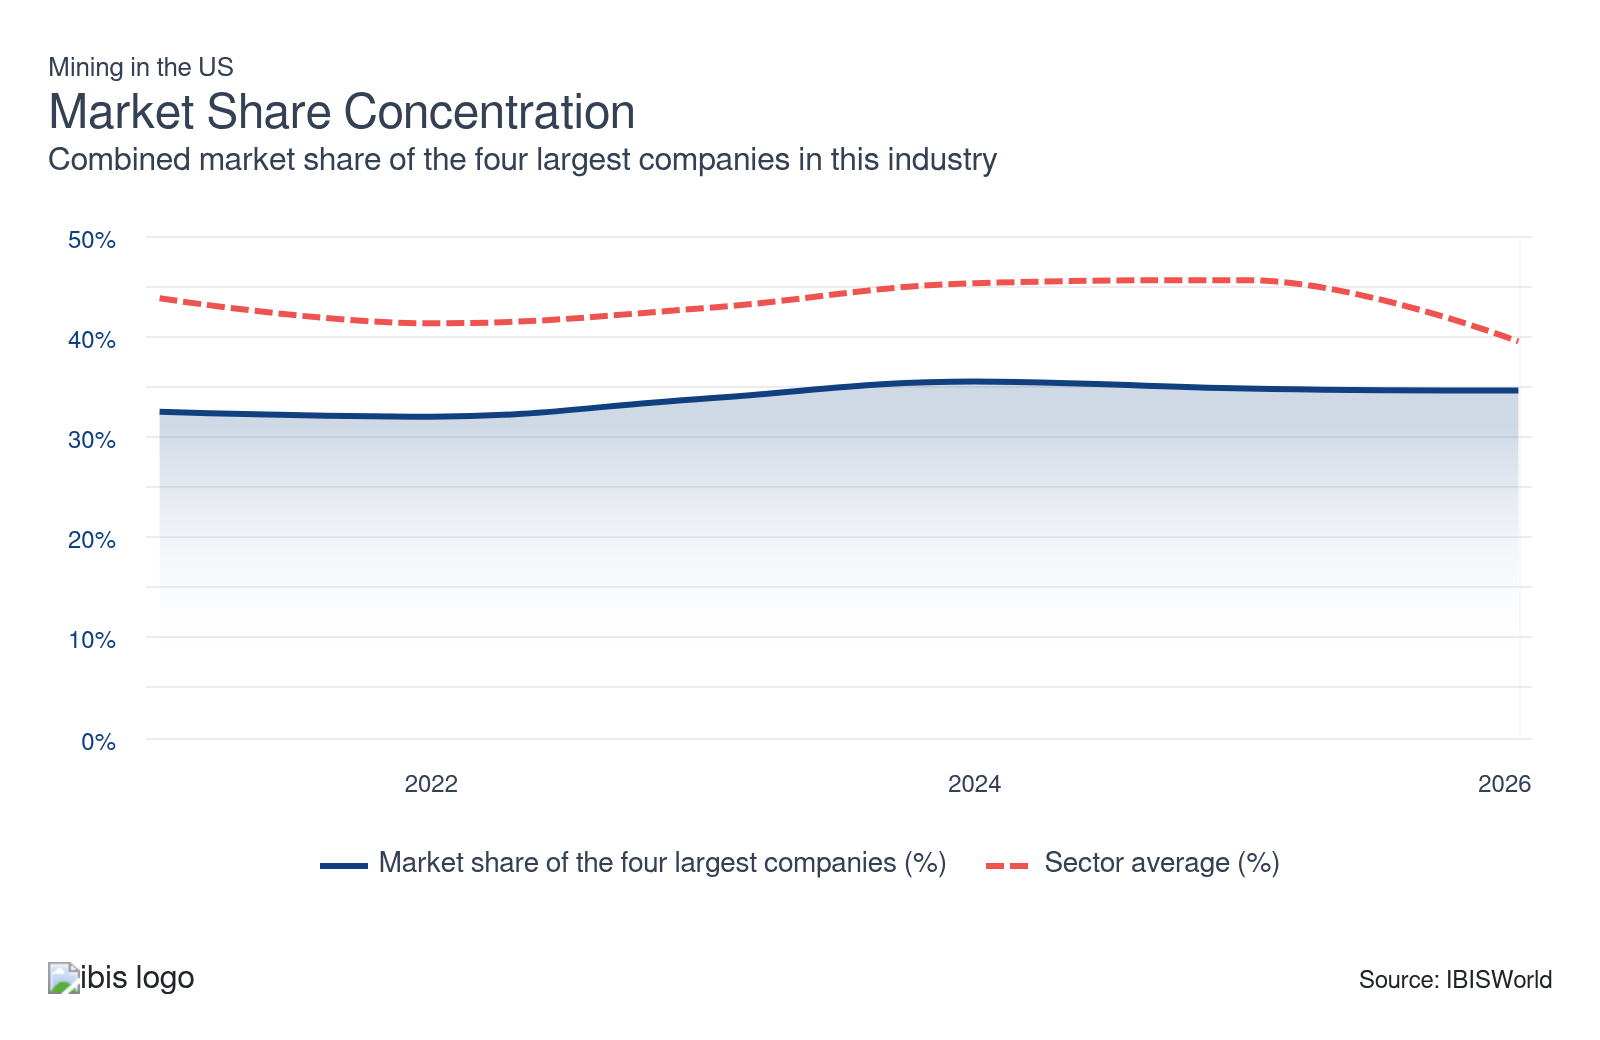 Mining in the US
Market Share Concentration
Combined market share of the four largest companies in this industry
50%
40%
30%
20%
10%
0%
2022 2024 2026
Market share of the four largest companies (%) Sector average (%)
ibis logo
Source: IBISWorld